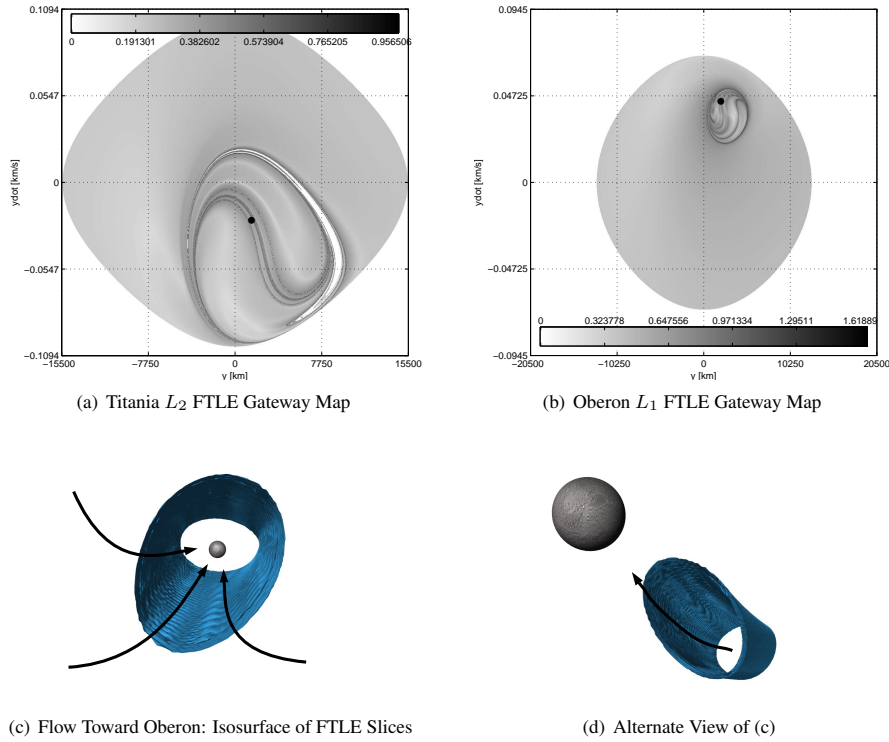 0.1094
0 0.191301 0.382602 0.573904 0.765205 0.956506
0.0547
0
−0.0547
−0.1094
ydot [km/s]
−15500 −7750 0 7750 15500
y [km]
(a) Titania L2 FTLE Gateway Map
0.0945
0.04725
0
−0.04725
−0.0945
ydot [km/s]
0 0.323778 0.647556 0.971334 1.29511 1.61889
−20500 −10250 0 10250 20500
y [km]
(b) Oberon L1 FTLE Gateway Map
(c) Flow Toward Oberon: Isosurface of FTLE Slices
(d) Alternate View of (c)